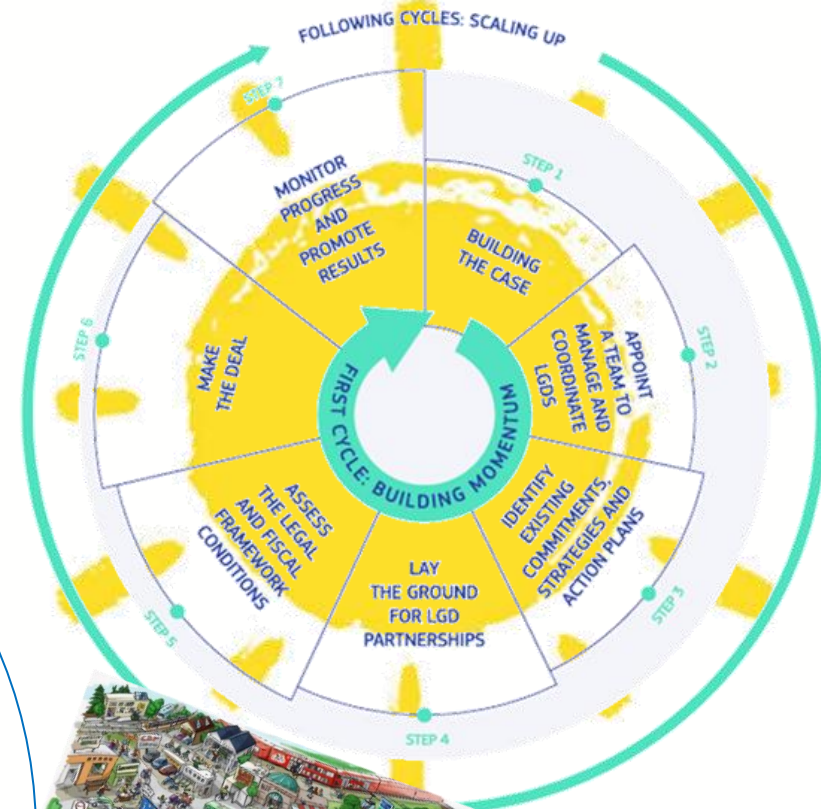 FOLLOWING CYCLES: SCALING UP
STEP 1
BUILDING
THE CASE
STEP 2
APPOINT
A TEAM TO
MANAGE AND
COORDINATE
LGDS
STEP 3
IDENTIFY
EXISTING
COMMITMENTS,
STRATEGIES AND
ACTION PLANS
STEP 4
LAY
THE GROUND
FOR LGD
PARTNERSHIPS
STEP 5
ASSESS
THE LEGAL
AND FISCAL
FRAMEWORK
CONDITIONS
STEP 6
MAKE
THE DEAL
STEP 7
MONITOR
PROGRESS
AND
PROMOTE
RESULTS
FIRST CYCLE: BUILDING MOMENTUM